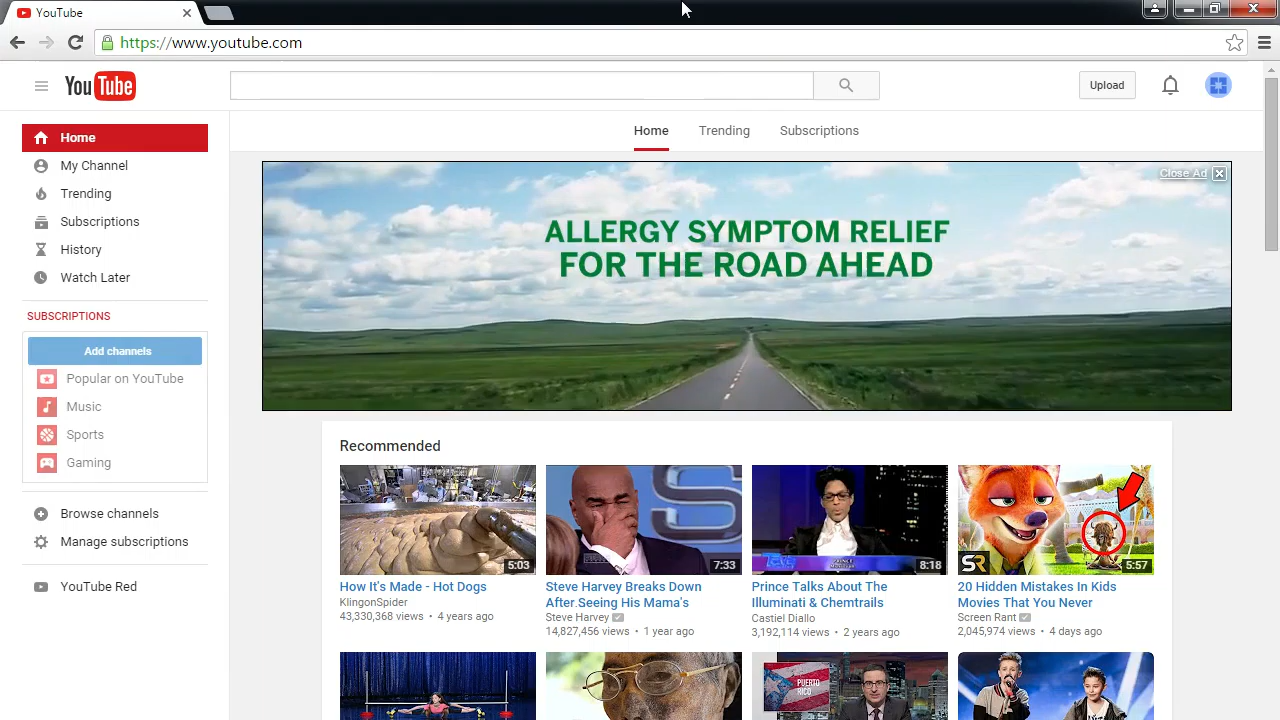 YouTube
https://www.youtube.com
YouTube
Upload
Home
Trending
Subscriptions
Home
My Channel
Trending
Subscriptions
History
Watch Later
SUBSCRIPTIONS
Add channels
Popular on YouTube
Music
Sports
Gaming
Browse channels
Manage subscriptions
YouTube Red
Close Ad
ALLERGY SYMPTOM RELIEF
FOR THE ROAD AHEAD
Recommended
5:03
How It's Made - Hot Dogs
KlingonSpider
43,330,368 views • 4 years ago
S
7:33
Steve Harvey Breaks Down
After Seeing His Mama's
Steve Harvey
14,827,456 views • 1 year ago
PRINCE
8:18
Prince Talks About The
Illuminati & Chemtrails
Castiel Diallo
3,192,114 views • 2 years ago
SR
5:57
20 Hidden Mistakes In Kids
Movies That You Never
Screen Rant
2,045,974 views • 4 days ago
PUERTO
RICO